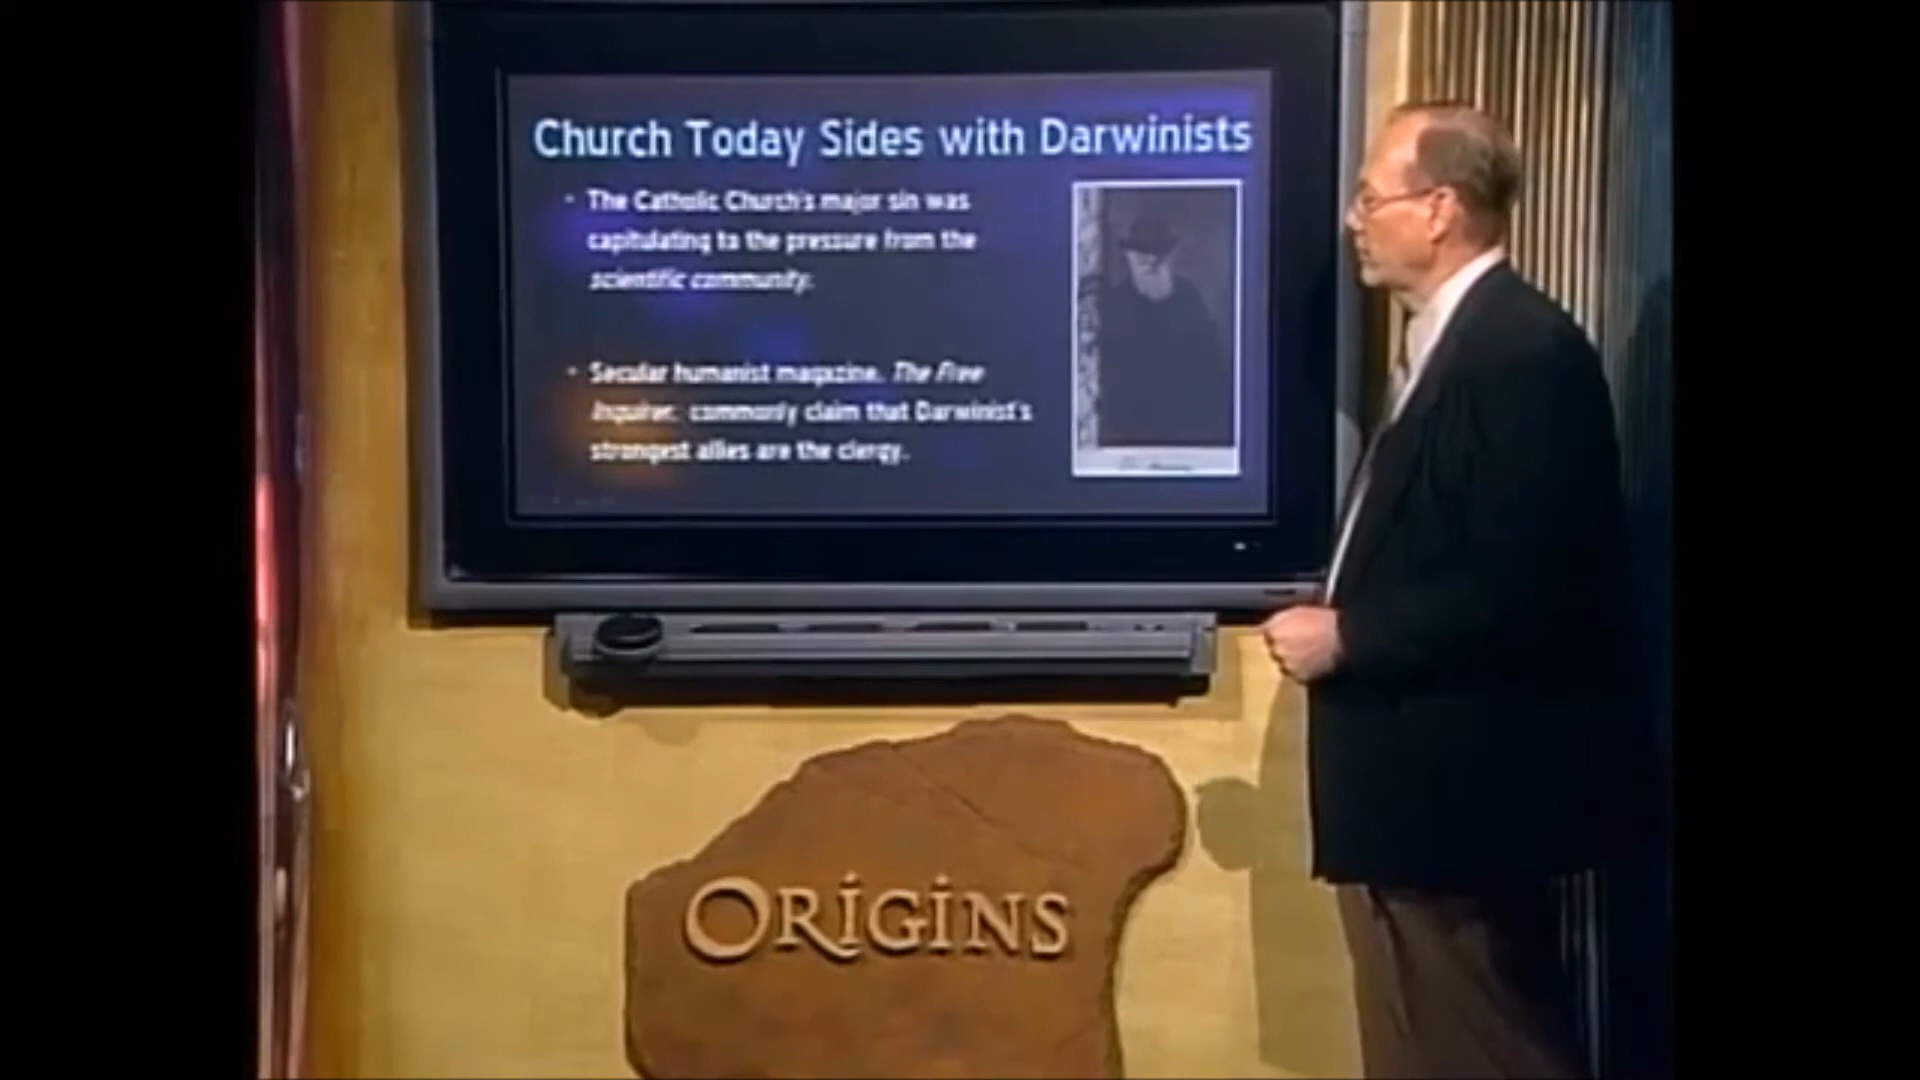 Church Today Sides with Darwinists
• The Catholic Church's major sin was
capitulating to the pressure from the
scientific community.
• Secular humanist magazine, The Free
Inquirer, commonly claim that Darwinist's
strongest allies are the clergy.
ORiGiNS